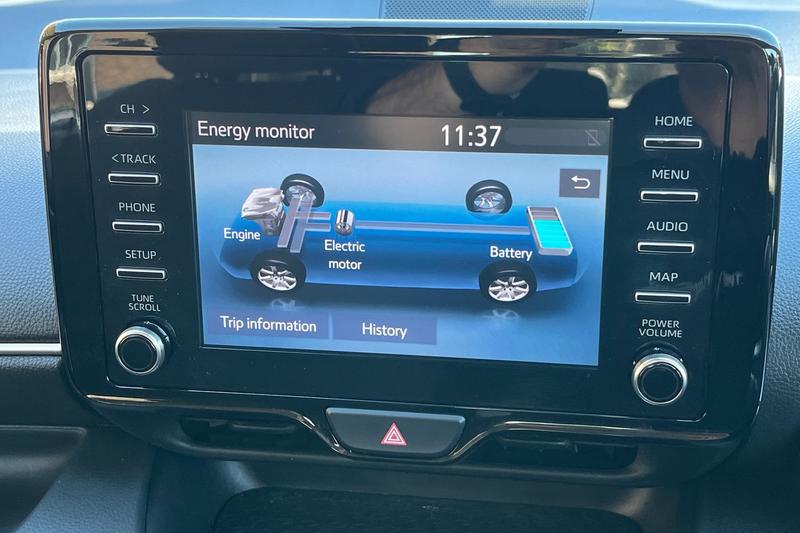 CH >
< TRACK
PHONE
SETUP
TUNE
SCROLL
Energy monitor
11:37
Engine
Electric
motor
Battery
Trip information
History
HOME
MENU
AUDIO
MAP
POWER
VOLUME